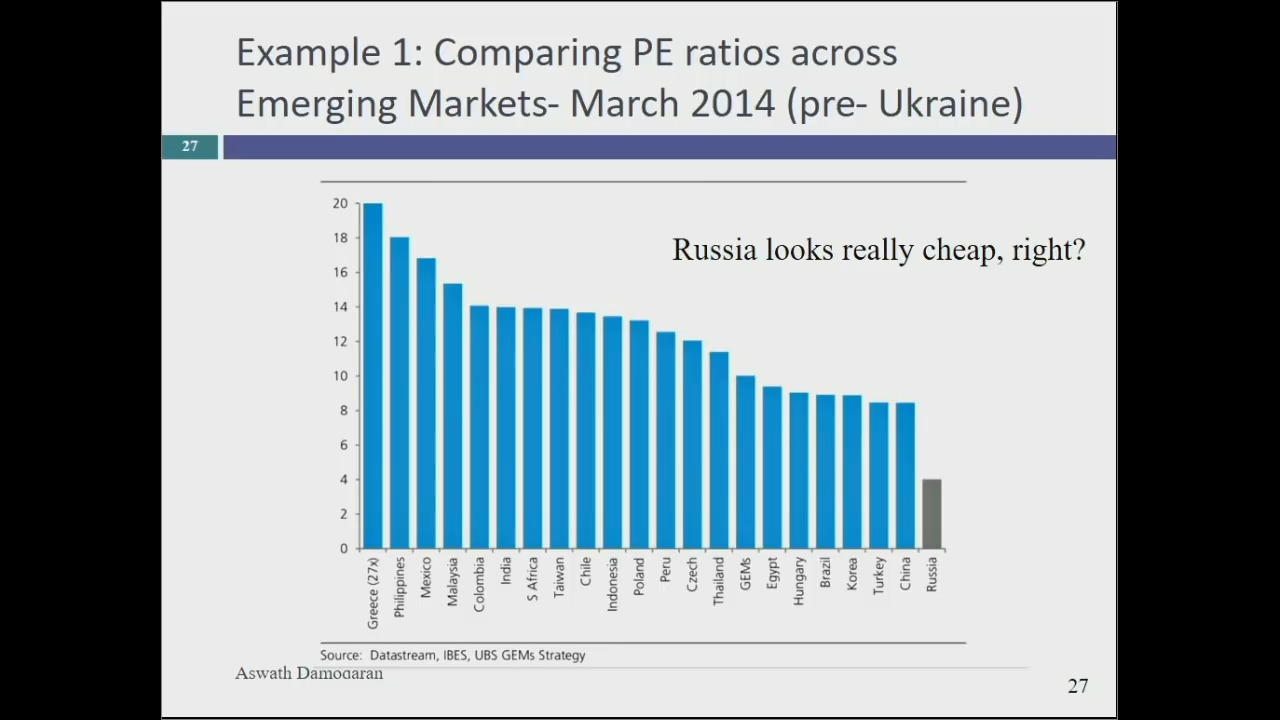 Example 1: Comparing PE ratios across
Emerging Markets- March 2014 (pre- Ukraine)
27
Russia looks really cheap, right?
20
18
16
14
12
10
8
6
4
2
0
Greece (27x)
Philippines
Mexico
Malaysia
Colombia
India
S Africa
Taiwan
Chile
Indonesia
Poland
Peru
Czech
Thailand
GEMs
Egypt
Hungary
Brazil
Korea
Turkey
China
Russia
Source: Datastream, IBES, UBS GEMs Strategy
Aswath Damodaran
27